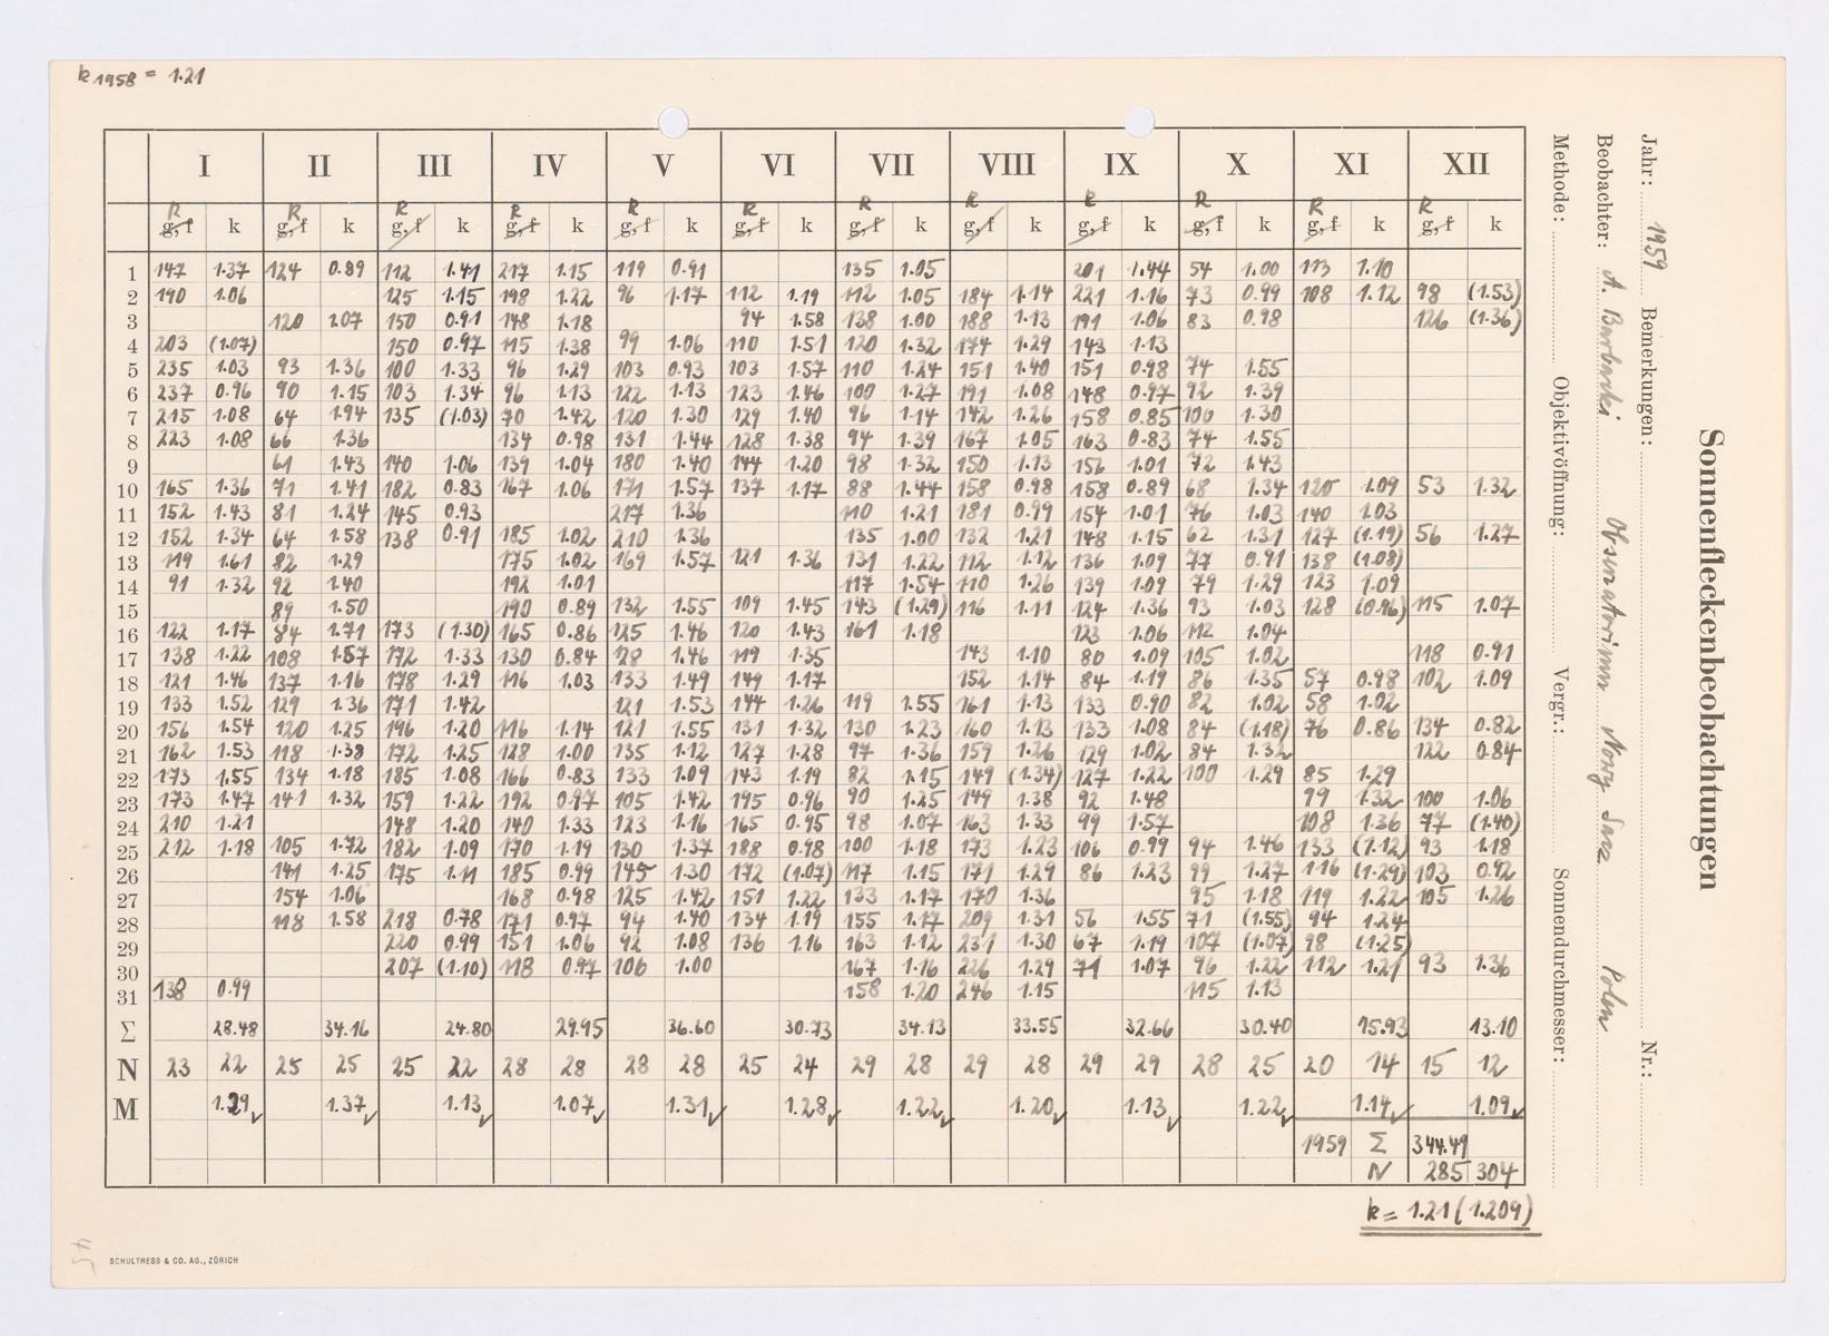 k 1958 = 1.21
Sonnenfleckenbeobachtungen
Jahr: 1959 Bemerkungen: Nr.:
Beobachter: A. Barbacki Observatorium Nowy Sacz Polen
Methode: Objektivöffnung: Vergr.: Sonnendurchmesser:
I II III IV V VI VII VIII IX X XI XII
R R R R R R R R R R R R
g, f k g, f k g, f k g, f k g, f k g, f k g, f k g, f k g, f k g, f k g, f k g, f k
1 147 1.37 124 0.89 112 1.41 217 1.15 119 0.91 135 1.05 201 1.44 54 1.00 113 1.10
2 190 1.06 125 1.15 198 1.22 96 1.17 112 1.19 112 1.05 184 1.14 221 1.16 73 0.99 108 1.12 98 (1.53)
3 120 1.07 150 0.91 148 1.18 94 1.58 138 1.00 188 1.13 191 1.06 83 0.98 126 (1.36)
4 203 (1.07) 150 0.97 115 1.38 99 1.06 110 1.51 120 1.32 174 1.29 143 1.13
5 235 1.03 93 1.36 100 1.33 96 1.29 103 0.93 103 1.57 110 1.24 151 1.40 151 0.98 74 1.55
6 237 0.96 90 1.15 103 1.34 96 1.13 122 1.13 123 1.46 100 1.27 191 1.08 148 0.97 92 1.39
7 215 1.08 64 1.94 135 (1.03) 70 1.42 120 1.30 129 1.40 96 1.14 142 1.26 158 0.85 100 1.30
8 223 1.08 66 1.36 134 0.98 131 1.44 128 1.38 94 1.39 167 1.05 163 0.83 74 1.55
9 61 1.43 140 1.06 139 1.04 180 1.40 144 1.20 98 1.32 150 1.13 156 1.01 72 1.43
10 165 1.36 71 1.41 182 0.83 167 1.06 171 1.57 137 1.17 88 1.44 158 0.98 158 0.89 68 1.34 120 1.09 53 1.32
11 152 1.43 81 1.24 145 0.93 217 1.36 110 1.21 181 0.99 154 1.01 76 1.03 140 1.03
12 152 1.34 64 1.58 138 0.91 185 1.02 210 1.36 135 1.00 132 1.21 148 1.15 62 1.31 127 (1.19) 56 1.27
13 119 1.61 82 1.29 175 1.02 169 1.57 121 1.36 131 1.22 112 1.12 136 1.09 77 0.91 138 (1.08)
14 91 1.32 92 1.40 192 1.01 117 1.54 110 1.26 139 1.09 79 1.29 123 1.09
15 89 1.50 190 0.89 132 1.55 109 1.45 143 (1.29) 116 1.11 124 1.36 93 1.03 128 (0.96) 115 1.07
16 122 1.17 84 1.71 173 (1.30) 165 0.86 125 1.46 120 1.43 161 1.18 123 1.06 112 1.04
17 138 1.22 108 1.57 172 1.33 130 0.84 128 1.46 119 1.35 143 1.10 80 1.09 105 1.02 118 0.91
18 121 1.46 137 1.16 178 1.29 116 1.03 133 1.49 149 1.17 152 1.14 84 1.19 86 1.35 57 0.98 102 1.09
19 133 1.52 129 1.36 171 1.42 121 1.53 144 1.26 119 1.55 161 1.13 133 0.90 82 1.02 58 1.02
20 156 1.54 120 1.25 196 1.20 116 1.14 121 1.55 131 1.32 130 1.23 160 1.13 133 1.08 84 (1.18) 76 0.86 134 0.82
21 162 1.53 118 1.38 172 1.25 128 1.00 135 1.12 127 1.28 97 1.36 159 1.26 129 1.02 84 1.32 122 0.84
22 173 1.55 134 1.18 185 1.08 166 0.83 133 1.09 143 1.19 82 1.15 149 (1.34) 127 1.22 100 1.29 85 1.29
23 173 1.47 141 1.32 159 1.22 192 0.97 105 1.42 195 0.96 90 1.25 149 1.38 92 1.48 99 1.32 100 1.06
24 210 1.21 148 1.20 140 1.33 123 1.16 165 0.95 98 1.07 163 1.33 99 1.57 108 1.36 77 (1.40)
25 212 1.18 105 1.72 182 1.09 170 1.19 130 1.37 188 0.98 100 1.18 173 1.23 106 0.99 94 1.46 133 (1.12) 93 1.18
26 141 1.25 175 1.11 185 0.99 145 1.30 172 (1.07) 117 1.15 171 1.29 86 1.23 99 1.27 116 (1.29) 103 0.92
27 154 1.06 168 0.98 125 1.42 151 1.22 133 1.17 170 1.36 95 1.18 119 1.22 105 1.26
28 118 1.58 218 0.78 171 0.97 94 1.40 134 1.19 155 1.17 209 1.31 56 1.55 71 (1.55) 94 1.24
29 220 0.99 151 1.06 92 1.08 136 1.16 163 1.12 231 1.30 67 1.19 107 (1.07) 98 (1.25)
30 207 (1.10) 118 0.97 106 1.00 167 1.16 226 1.29 71 1.07 96 1.22 112 1.21 93 1.36
31 138 0.99 158 1.20 246 1.15 115 1.13
Σ 28.48 34.16 24.80 29.95 36.60 30.73 34.13 33.55 32.66 30.40 15.93 13.10
N 23 22 25 25 25 22 28 28 28 28 25 24 29 28 29 28 29 29 28 25 20 14 15 12
M 1.29 1.37 1.13 1.07 1.31 1.28 1.22 1.20 1.13 1.22 1.14 1.09
1959 Σ 344.49
N 285 304
k = 1.21 (1.209)
SCHULTHESS & CO. AG., ZÜRICH